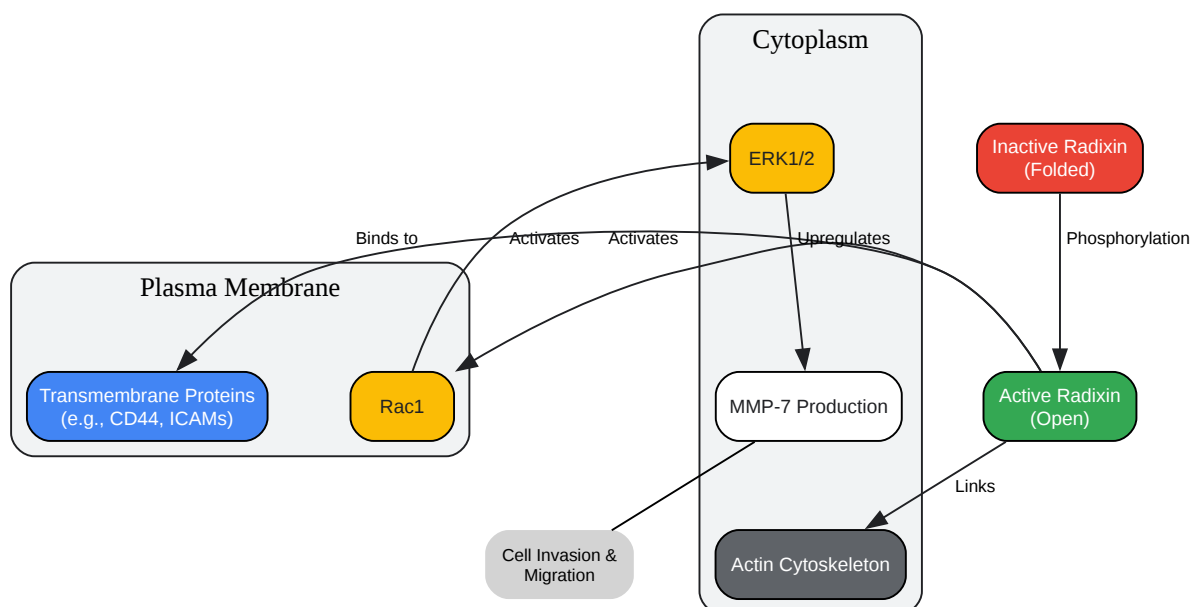 Cytoplasm
ERK1/2
Inactive Radixin
(Folded)
Binds to
Activates
Activates
Upregulates
Phosphorylation
Plasma Membrane
Transmembrane Proteins
(e.g., CD44, ICAMs)
Rac1
MMP-7 Production
Active Radixin
(Open)
Links
Cell Invasion &
Migration
Actin Cytoskeleton